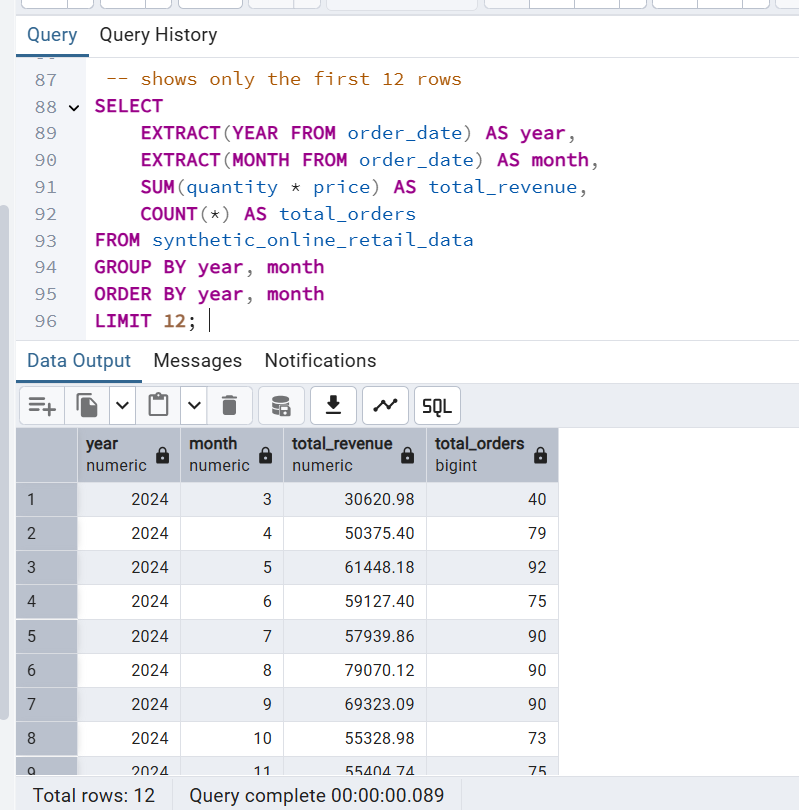 Query Query History
87 -- shows only the first 12 rows
88 SELECT
89 EXTRACT(YEAR FROM order_date) AS year,
90 EXTRACT(MONTH FROM order_date) AS month,
91 SUM(quantity * price) AS total_revenue,
92 COUNT(*) AS total_orders
93 FROM synthetic_online_retail_data
94 GROUP BY year, month
95 ORDER BY year, month
96 LIMIT 12;
Data Output Messages Notifications
SQL
year month total_revenue total_orders
numeric numeric numeric bigint
1 2024 3 30620.98 40
2 2024 4 50375.40 79
3 2024 5 61448.18 92
4 2024 6 59127.40 75
5 2024 7 57939.86 90
6 2024 8 79070.12 90
7 2024 9 69323.09 90
8 2024 10 55328.98 73
9 2024 11 55404.74 75
Total rows: 12 Query complete 00:00:00.089